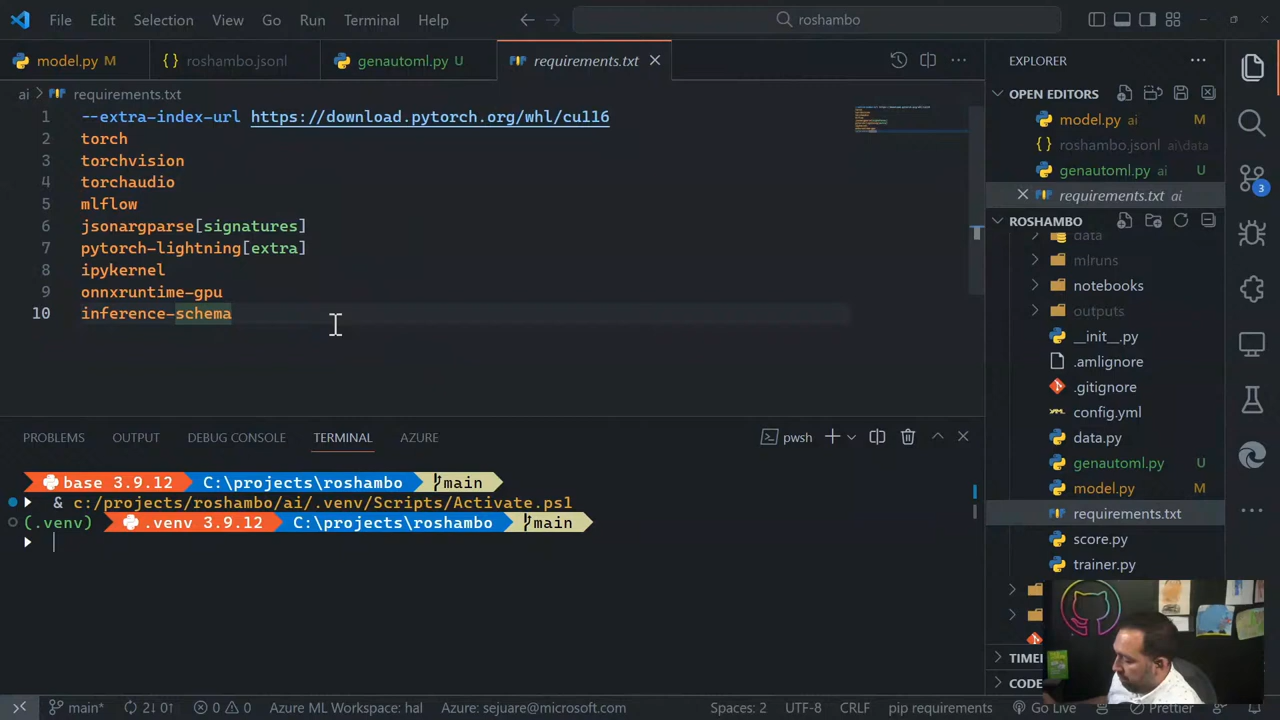 File Edit Selection View Go Run Terminal Help roshambo
model.py M roshambo.jsonl genautoml.py U requirements.txt
ai > requirements.txt
1 --extra-index-url https://download.pytorch.org/whl/cu116
2 torch
3 torchvision
4 torchaudio
5 mlflow
6 jsonargparse[signatures]
7 pytorch-lightning[extra]
8 ipykernel
9 onnxruntime-gpu
10 inference-schema
EXPLORER
OPEN EDITORS
model.py ai M
roshambo.jsonl ai\data
genautoml.py ai U
requirements.txt ai
ROSHAMBO
data
mlruns
notebooks
outputs
__init__.py
.amlignore
.gitignore
config.yml
data.py
genautoml.py U
model.py M
requirements.txt
score.py
trainer.py
TIMEI
CODE
3
PROBLEMS OUTPUT DEBUG CONSOLE TERMINAL AZURE pwsh
base 3.9.12 C:\projects\roshambo main
& c:/projects/roshambo/ai/.venv/Scripts/Activate.ps1
(.venv) .venv 3.9.12 C:\projects\roshambo main
main* 2↓ 0↑ 0 0 Azure ML Workspace: hal Azure: sejuare@microsoft.com Spaces: 2 UTF-8 CRLF pip requirements Go Live Prettier